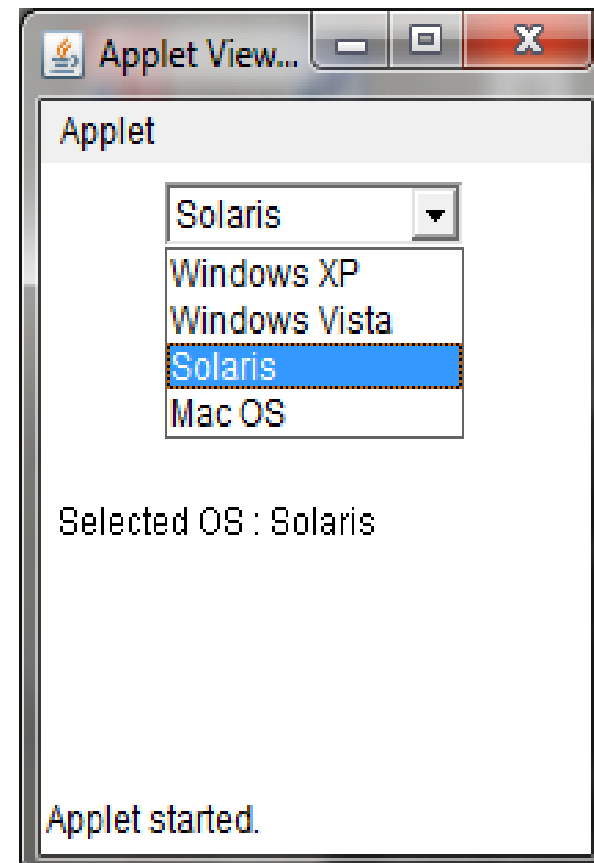 Applet View...
Applet
Solaris
Windows XP
Windows Vista
Solaris
Mac OS
Selected OS : Solaris
Applet started.